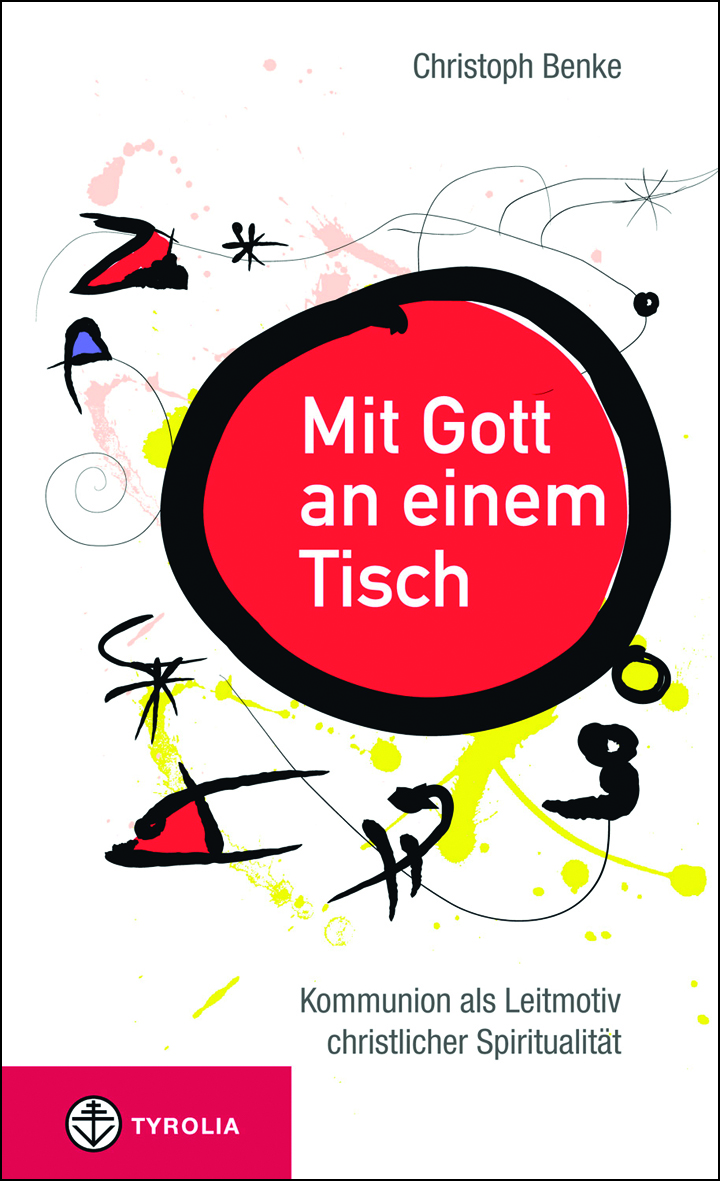 Christoph Benke
Mit Gott
an einem
Tisch
Kommunion als Leitmotiv
christlicher Spiritualität
TYROLIA